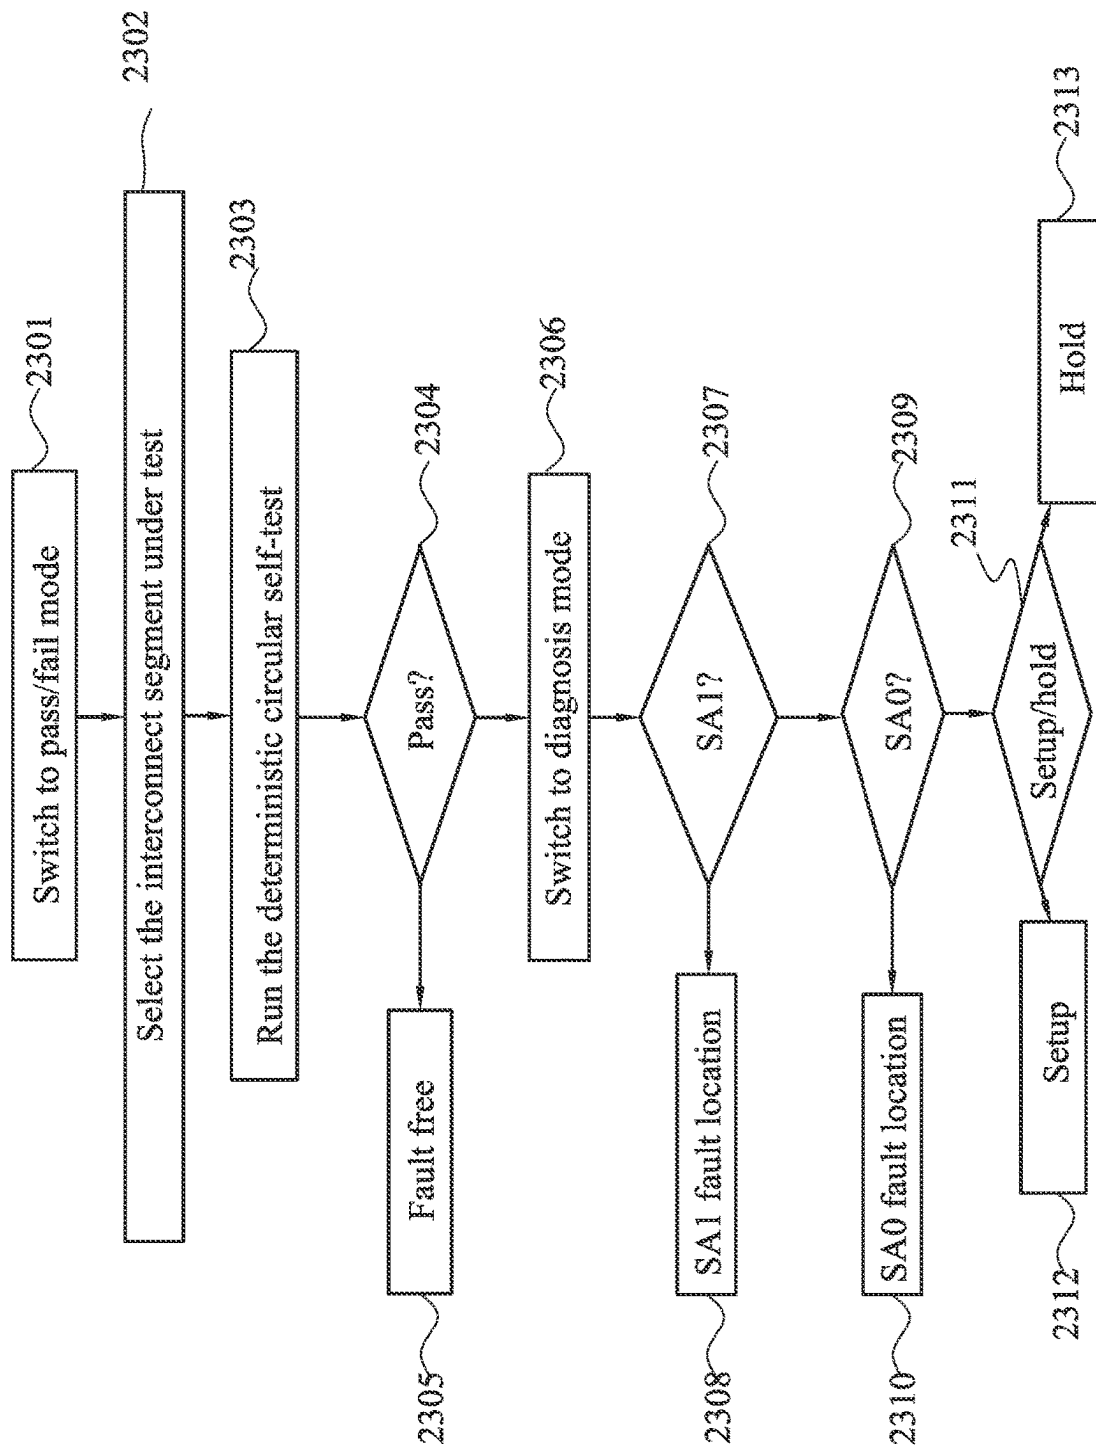 Switch to pass/fail mode
2301
Select the interconnect segment under test
2302
Run the deterministic circular self-test
2303
Pass?
2304
Fault free
2305
Switch to diagnosis mode
2306
SA1?
2307
SA1 fault location
2308
SA0?
2309
SA0 fault location
2310
Setup/hold
2311
Setup
2312
Hold
2313